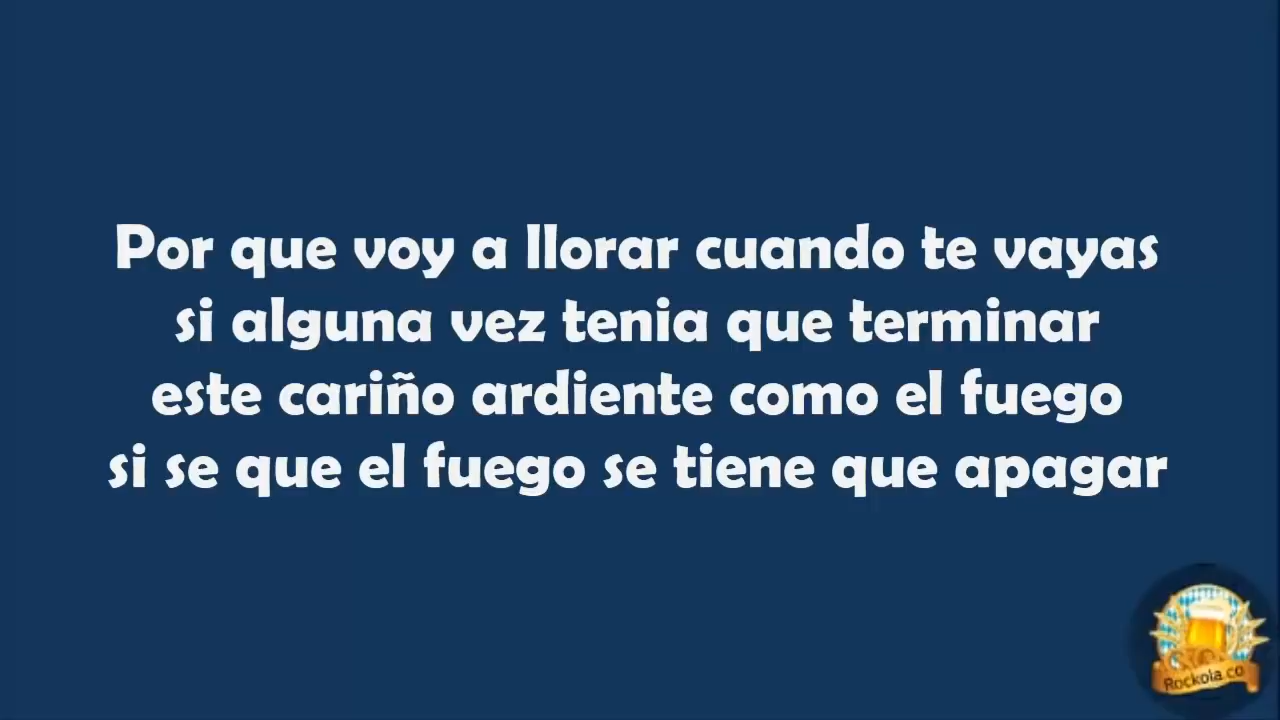 Por que voy a llorar cuando te vayas
si alguna vez tenia que terminar
este cariño ardiente como el fuego
si se que el fuego se tiene que apagar
Rockola.co